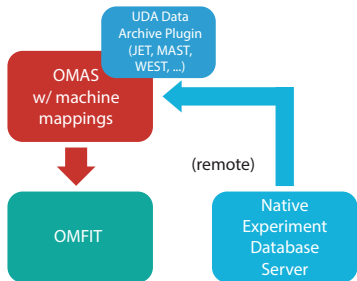 UDA Data
Archive Plugin
(JET, MAST,
WEST, ...)
OMAS
w/ machine
mappings
(remote)
OMFIT
Native
Experiment
Database
Server